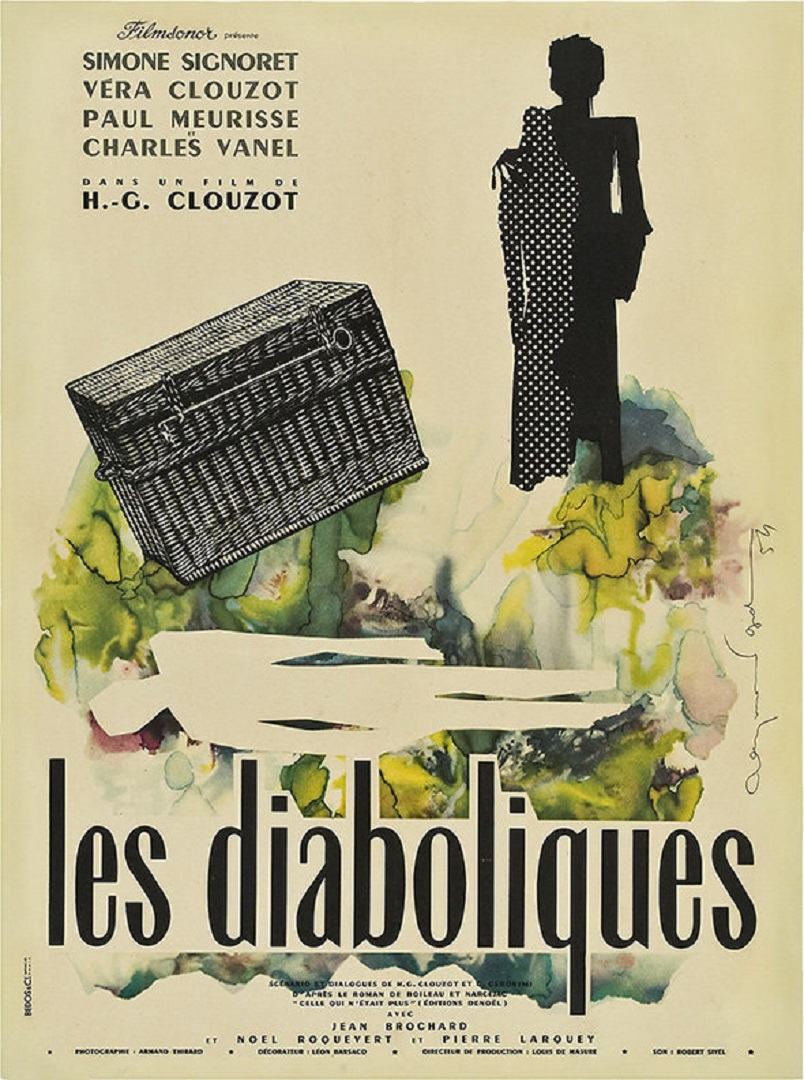 Filmsonor présente
SIMONE SIGNORET
VÉRA CLOUZOT
PAUL MEURISSE
ET
CHARLES VANEL
DANS UN FILM DE
H.-G. CLOUZOT
54
les diaboliques
SCÉNARIO ET DIALOGUES DE H.G. CLOUZOT ET
D'APRÈS LE ROMAN DE BOILEAU ET NARCEJAC
"CELLE QUI N'ÉTAIT PLUS" (ÉDITIONS DENOËL)
AVEC
JEAN BROCHARD
ET NOEL ROQUEVERT ET PIERRE LARQUEY
PHOTOGRAPHIE : ARMAND THIRARD ★ DÉCORATEUR : LÉON BARSACQ ★ DIRECTEUR DE PRODUCTION : LOUIS DE MASURE ★ SON :